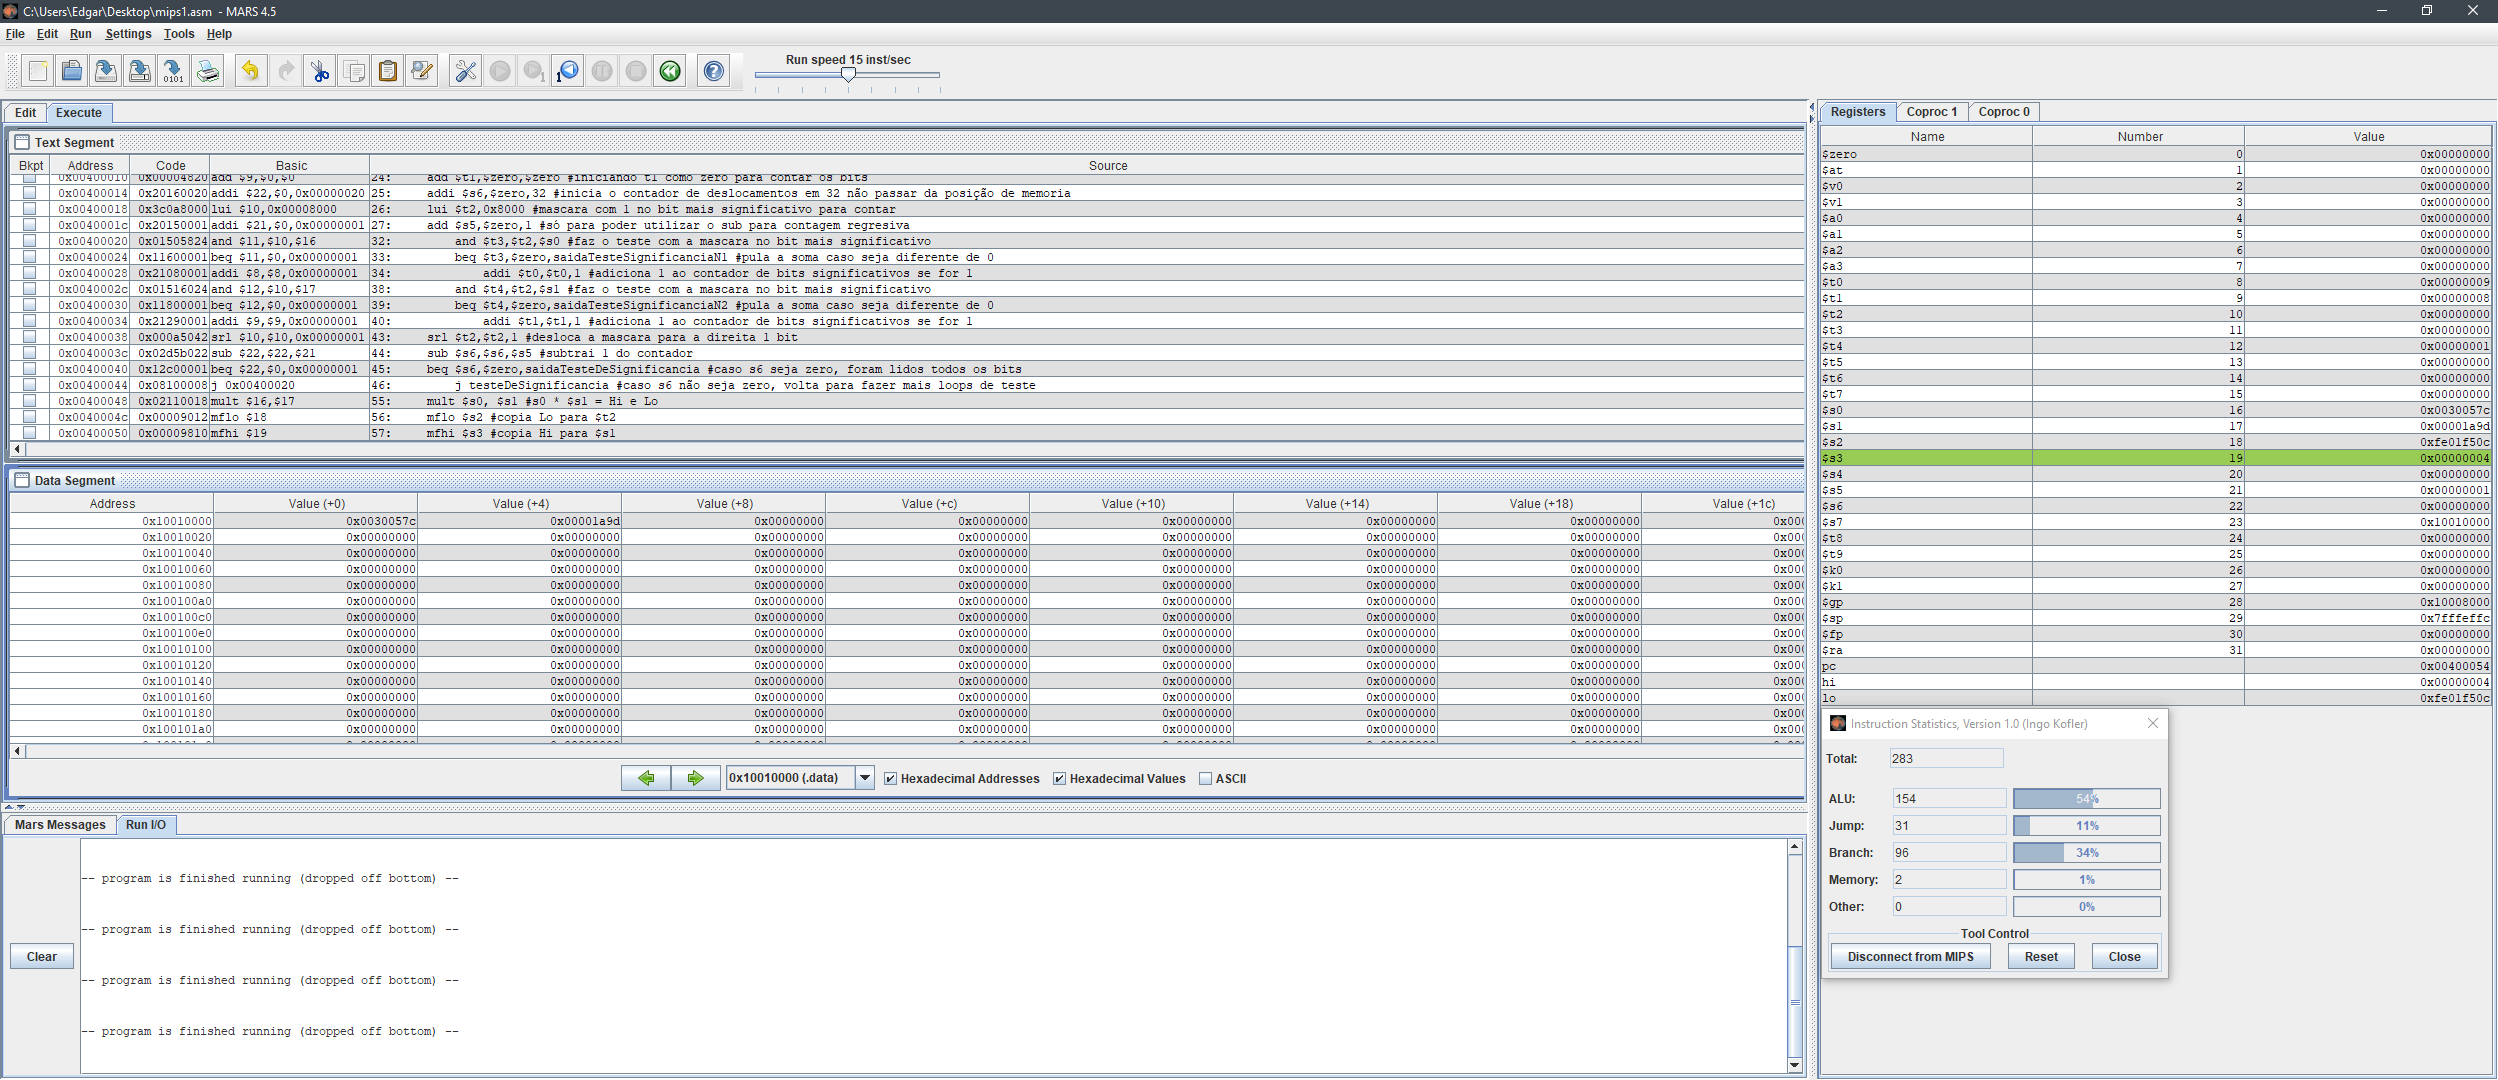 C:\Users\Edgar\Desktop\mips1.asm - MARS 4.5
File Edit Run Settings Tools Help
Run speed 15 inst/sec
Edit Execute
Text Segment
Bkpt Address Code Basic Source
0x00400010 0x00004820 add $9,$0,$0 24: add $t1,$zero,$zero #iniciando t1 como zero para contar os bits
0x00400014 0x20160020 addi $22,$0,0x00000020 25: addi $s6,$zero,32 #inicia o contador de deslocamentos em 32 não passar da posição de memoria
0x00400018 0x3c0a8000 lui $10,0x00008000 26: lui $t2,0x8000 #mascara com 1 no bit mais significativo para contar
0x0040001c 0x20150001 addi $21,$0,0x00000001 27: add $s5,$zero,1 #só para poder utilizar o sub para contagem regresiva
0x00400020 0x01505824 and $11,$10,$16 32: and $t3,$t2,$s0 #faz o teste com a mascara no bit mais significativo
0x00400024 0x11600001 beq $11,$0,0x00000001 33: beq $t3,$zero,saidaTesteSignificanciaN1 #pula a soma caso seja diferente de 0
0x00400028 0x21080001 addi $8,$8,0x00000001 34: addi $t0,$t0,1 #adiciona 1 ao contador de bits significativos se for 1
0x0040002c 0x01516024 and $12,$10,$17 38: and $t4,$t2,$s1 #faz o teste com a mascara no bit mais significativo
0x00400030 0x11800001 beq $12,$0,0x00000001 39: beq $t4,$zero,saidaTesteSignificanciaN2 #pula a soma caso seja diferente de 0
0x00400034 0x21290001 addi $9,$9,0x00000001 40: addi $t1,$t1,1 #adiciona 1 ao contador de bits significativos se for 1
0x00400038 0x000a5042 srl $10,$10,0x00000001 43: srl $t2,$t2,1 #desloca a mascara para a direita 1 bit
0x0040003c 0x02d5b022 sub $22,$22,$21 44: sub $s6,$s6,$s5 #subtrai 1 do contador
0x00400040 0x12c00001 beq $22,$0,0x00000001 45: beq $s6,$zero,saidaTesteDeSignificancia #caso s6 seja zero, foram lidos todos os bits
0x00400044 0x08100008 j 0x00400020 46: j testeDeSignificancia #caso s6 não seja zero, volta para fazer mais loops de teste
0x00400048 0x02110018 mult $16,$17 55: mult $s0, $s1 #s0 * $s1 = Hi e Lo
0x0040004c 0x00009012 mflo $18 56: mflo $s2 #copia Lo para $t2
0x00400050 0x00009810 mfhi $19 57: mfhi $s3 #copia Hi para $s1
Data Segment
Address Value (+0) Value (+4) Value (+8) Value (+c) Value (+10) Value (+14) Value (+18) Value (+1c)
0x10010000 0x0030057c 0x00001a9d 0x00000000 0x00000000 0x00000000 0x00000000 0x00000000 0x000
0x10010020 0x00000000 0x00000000 0x00000000 0x00000000 0x00000000 0x00000000 0x00000000 0x000
0x10010040 0x00000000 0x00000000 0x00000000 0x00000000 0x00000000 0x00000000 0x00000000 0x000
0x10010060 0x00000000 0x00000000 0x00000000 0x00000000 0x00000000 0x00000000 0x00000000 0x000
0x10010080 0x00000000 0x00000000 0x00000000 0x00000000 0x00000000 0x00000000 0x00000000 0x000
0x100100a0 0x00000000 0x00000000 0x00000000 0x00000000 0x00000000 0x00000000 0x00000000 0x000
0x100100c0 0x00000000 0x00000000 0x00000000 0x00000000 0x00000000 0x00000000 0x00000000 0x000
0x100100e0 0x00000000 0x00000000 0x00000000 0x00000000 0x00000000 0x00000000 0x00000000 0x000
0x10010100 0x00000000 0x00000000 0x00000000 0x00000000 0x00000000 0x00000000 0x00000000 0x000
0x10010120 0x00000000 0x00000000 0x00000000 0x00000000 0x00000000 0x00000000 0x00000000 0x000
0x10010140 0x00000000 0x00000000 0x00000000 0x00000000 0x00000000 0x00000000 0x00000000 0x000
0x10010160 0x00000000 0x00000000 0x00000000 0x00000000 0x00000000 0x00000000 0x00000000 0x000
0x10010180 0x00000000 0x00000000 0x00000000 0x00000000 0x00000000 0x00000000 0x00000000 0x000
0x100101a0 0x00000000 0x00000000 0x00000000 0x00000000 0x00000000 0x00000000 0x00000000 0x000
0x10010000 (.data) Hexadecimal Addresses Hexadecimal Values ASCII
Mars Messages Run I/O
-- program is finished running (dropped off bottom) --
-- program is finished running (dropped off bottom) --
Clear
-- program is finished running (dropped off bottom) --
-- program is finished running (dropped off bottom) --
Registers Coproc 1 Coproc 0
Name Number Value
$zero 0 0x00000000
$at 1 0x00000000
$v0 2 0x00000000
$v1 3 0x00000000
$a0 4 0x00000000
$a1 5 0x00000000
$a2 6 0x00000000
$a3 7 0x00000000
$t0 8 0x00000009
$t1 9 0x00000008
$t2 10 0x00000000
$t3 11 0x00000000
$t4 12 0x00000001
$t5 13 0x00000000
$t6 14 0x00000000
$t7 15 0x00000000
$s0 16 0x0030057c
$s1 17 0x00001a9d
$s2 18 0xfe01f50c
$s3 19 0x00000004
$s4 20 0x00000000
$s5 21 0x00000001
$s6 22 0x00000000
$s7 23 0x10010000
$t8 24 0x00000000
$t9 25 0x00000000
$k0 26 0x00000000
$k1 27 0x00000000
$gp 28 0x10008000
$sp 29 0x7fffeffc
$fp 30 0x00000000
$ra 31 0x00000000
pc 0x00400054
hi 0x00000004
lo 0xfe01f50c
Instruction Statistics, Version 1.0 (Ingo Kofler)
Total: 283
ALU: 154 54%
Jump: 31 11%
Branch: 96 34%
Memory: 2 1%
Other: 0 0%
Tool Control
Disconnect from MIPS Reset Close